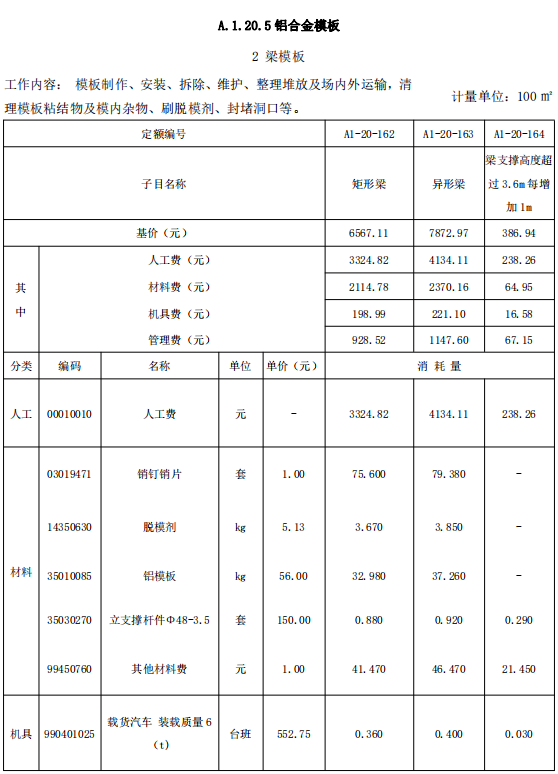 A.1.20.5 铝合金模板
2 梁模板
工作内容： 模板制作、安装、拆除、维护、整理堆放及场内外运输，清
理模板粘结物及模内杂物、刷脱模剂、封堵洞口等。
计量单位：100 ㎡
定额编号 A1-20-162 A1-20-163 A1-20-164
子目名称 矩形梁 异形梁 梁支撑高度超
过 3.6m 每增
加 1m
基价（元） 6567.11 7872.97 386.94
其中 人工费（元） 3324.82 4134.11 238.26
材料费（元） 2114.78 2370.16 64.95
机具费（元） 198.99 221.10 16.58
管理费（元） 928.52 1147.60 67.15
分类 编码 名称 单位 单价（元） 消 耗 量
人工 00010010 人工费 元 - 3324.82 4134.11 238.26
材料 03019471 销钉销片 套 1.00 75.600 79.380 -
14350630 脱模剂 kg 5.13 3.670 3.850 -
35010085 铝模板 kg 56.00 32.980 37.260 -
35030270 立支撑杆件Φ48-3.5 套 150.00 0.880 0.920 0.290
99450760 其他材料费 元 1.00 41.470 46.470 21.450
机具 990401025 载货汽车 装载质量6
（t） 台班 552.75 0.360 0.400 0.030